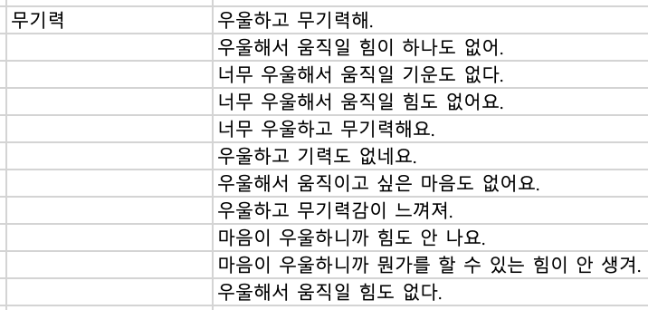 무기력 우울하고 무기력해.
우울해서 움직일 힘이 하나도 없어.
너무 우울해서 움직일 기운도 없다.
너무 우울해서 움직일 힘도 없어요.
너무 우울하고 무기력해요.
우울하고 기력도 없네요.
우울해서 움직이고 싶은 마음도 없어요.
우울하고 무기력감이 느껴져.
마음이 우울하니까 힘도 안 나요.
마음이 우울하니까 뭔가를 할 수 있는 힘이 안 생겨.
우울해서 움직일 힘도 없다.